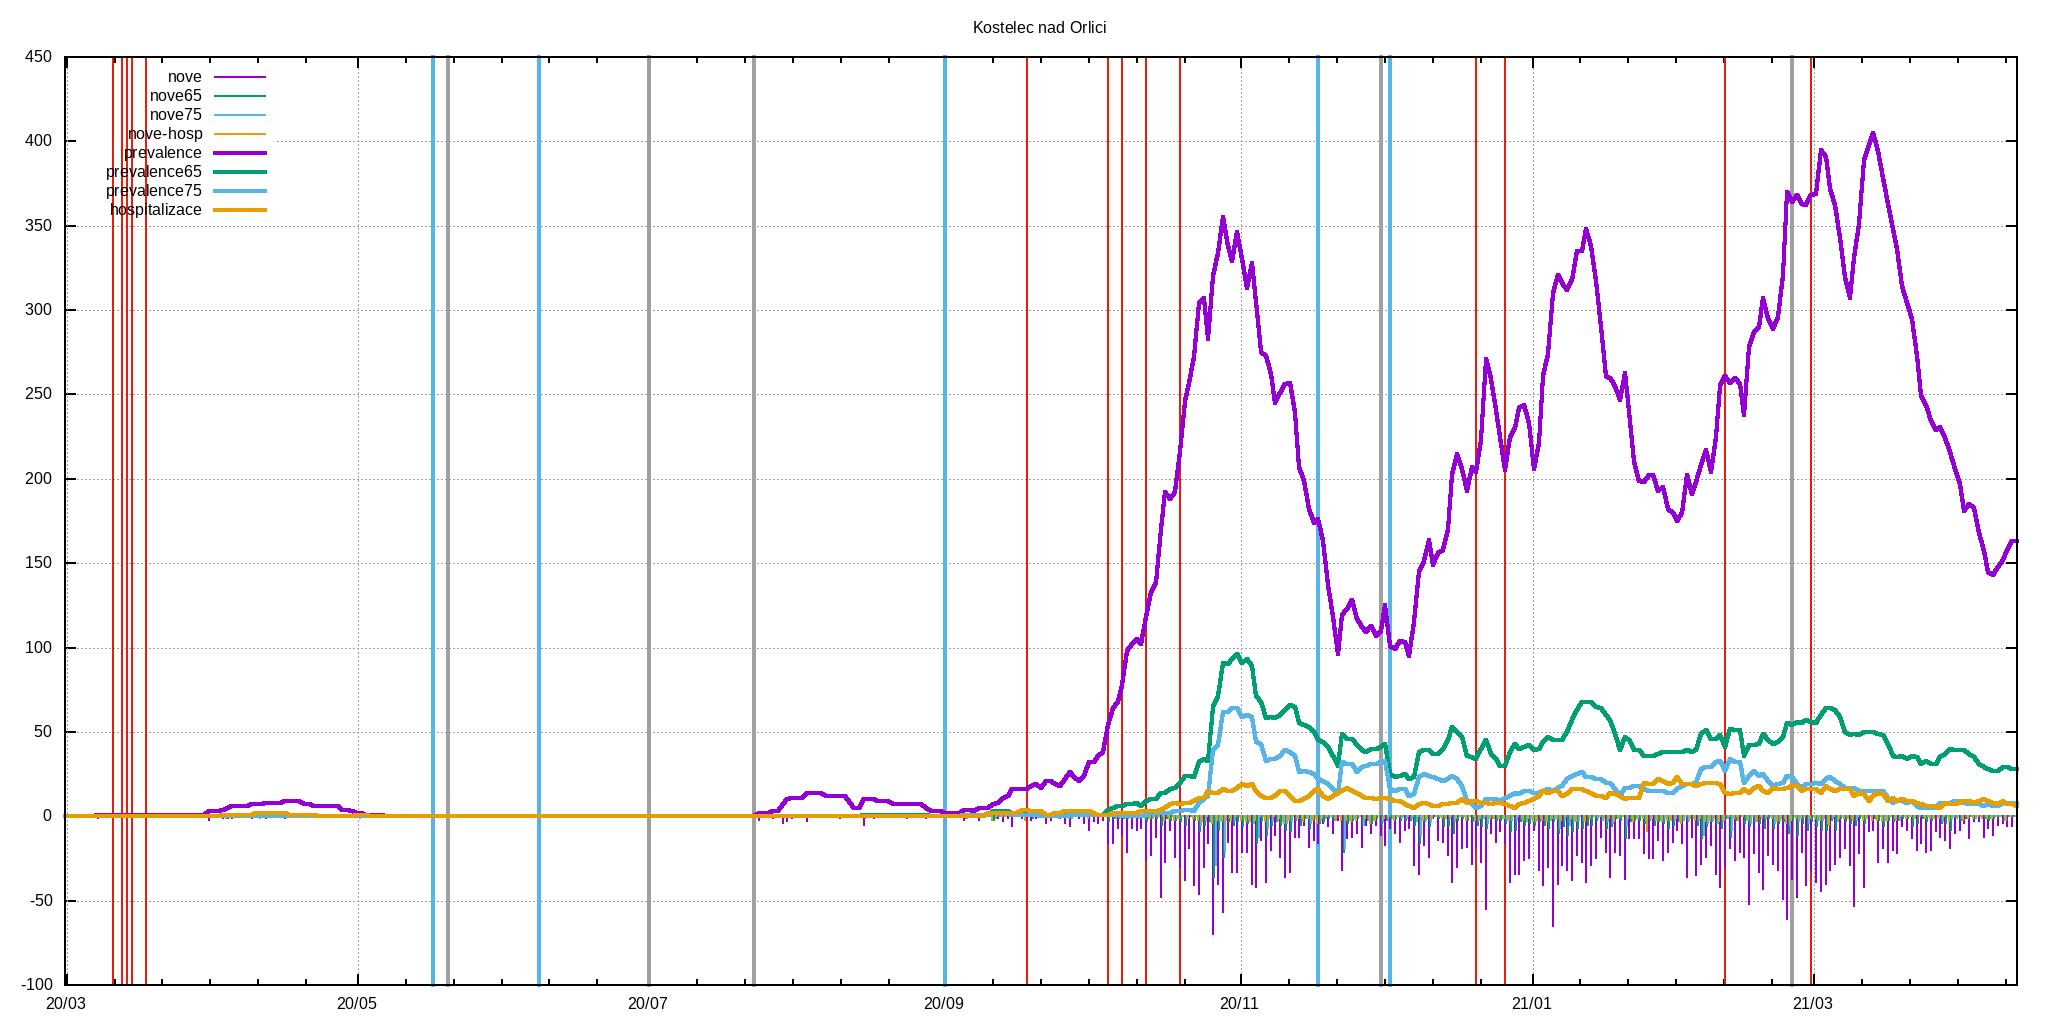 Kostelec nad Orlici
450
400
350
300
250
200
150
100
50
0
-50
-100
nove
nove65
nove75
nove-hosp
prevalence
prevalence65
prevalence75
hospitalizace
20/03 20/05 20/07 20/09 20/11 21/01 21/03